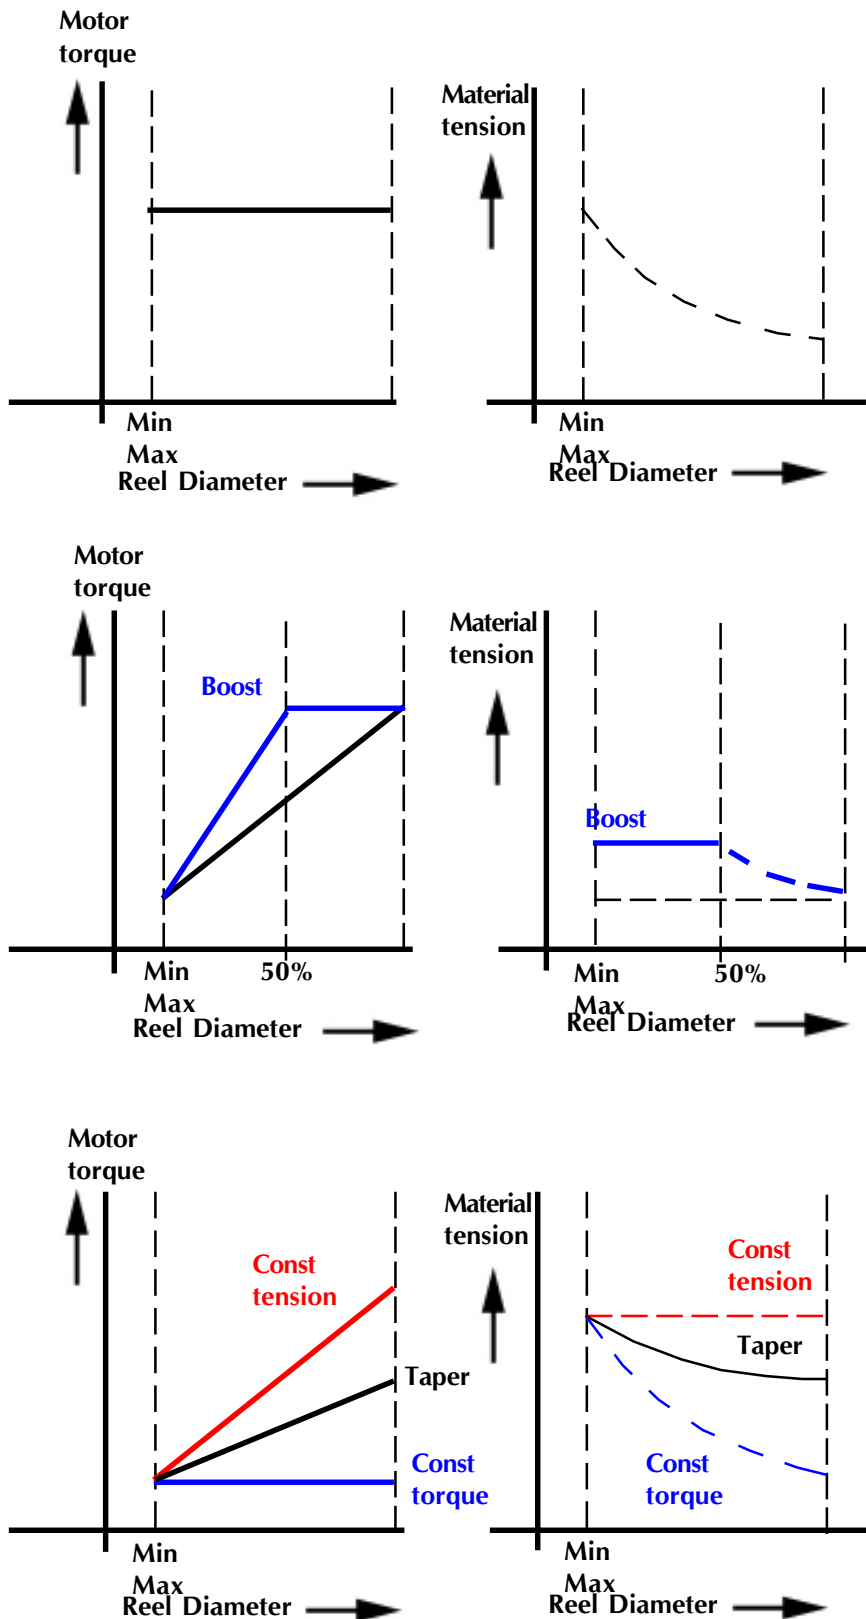 Motor
torque
Min
Max
Reel Diameter
Material
tension
Min
Max
Reel Diameter
Motor
torque
Boost
Min 50%
Max
Reel Diameter
Material
tension
Boost
Min 50%
Max
Reel Diameter
Motor
torque
Const
tension
Taper
Const
torque
Min
Max
Reel Diameter
Material
tension
Const
tension
Taper
Const
torque
Min
Max
Reel Diameter